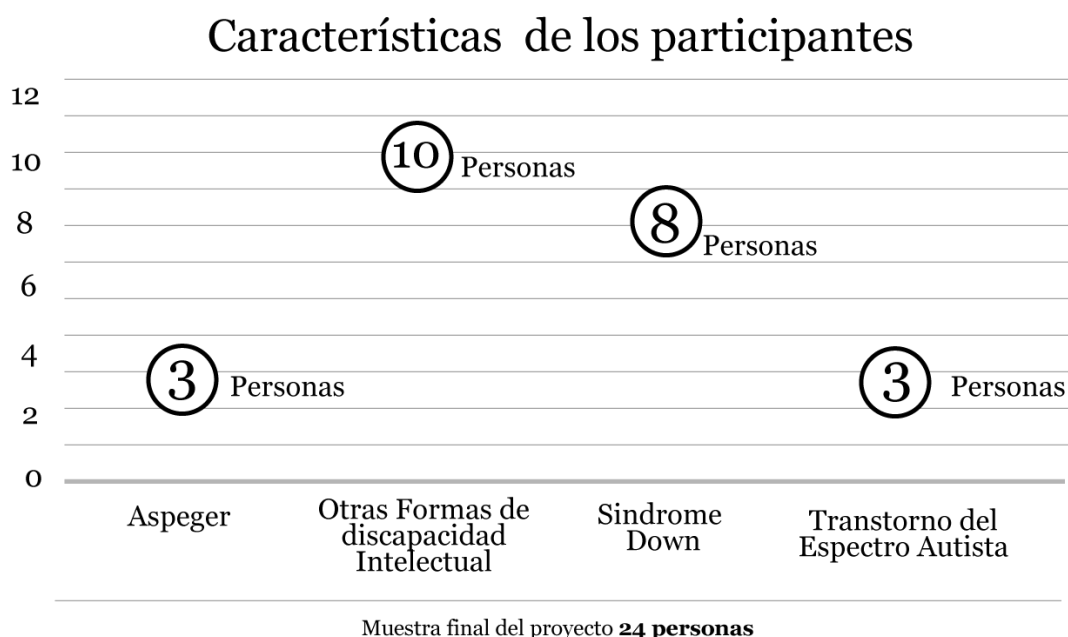 Características de los participantes
12
10
8
6
4
2
0
10
Personas
8
Personas
3
Personas
3
Personas
Aspeger
Otras Formas de
discapacidad
Intelectual
Sindrome
Down
Transtorno del
Espectro Autista
Muestra final del proyecto 24 personas